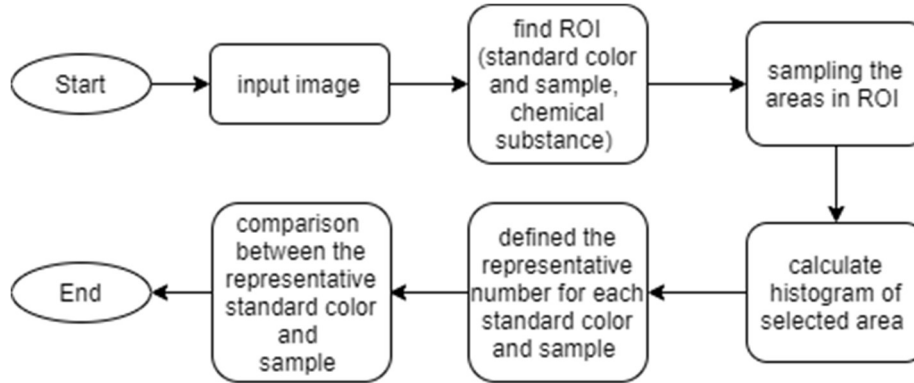 Start
input image
find ROI
(standard color
and sample,
chemical
substance)
sampling the
areas in ROI
calculate
histogram of
selected area
defined the
representative
number for each
standard color
and sample
comparison
between the
representative
standard color
and
sample
End